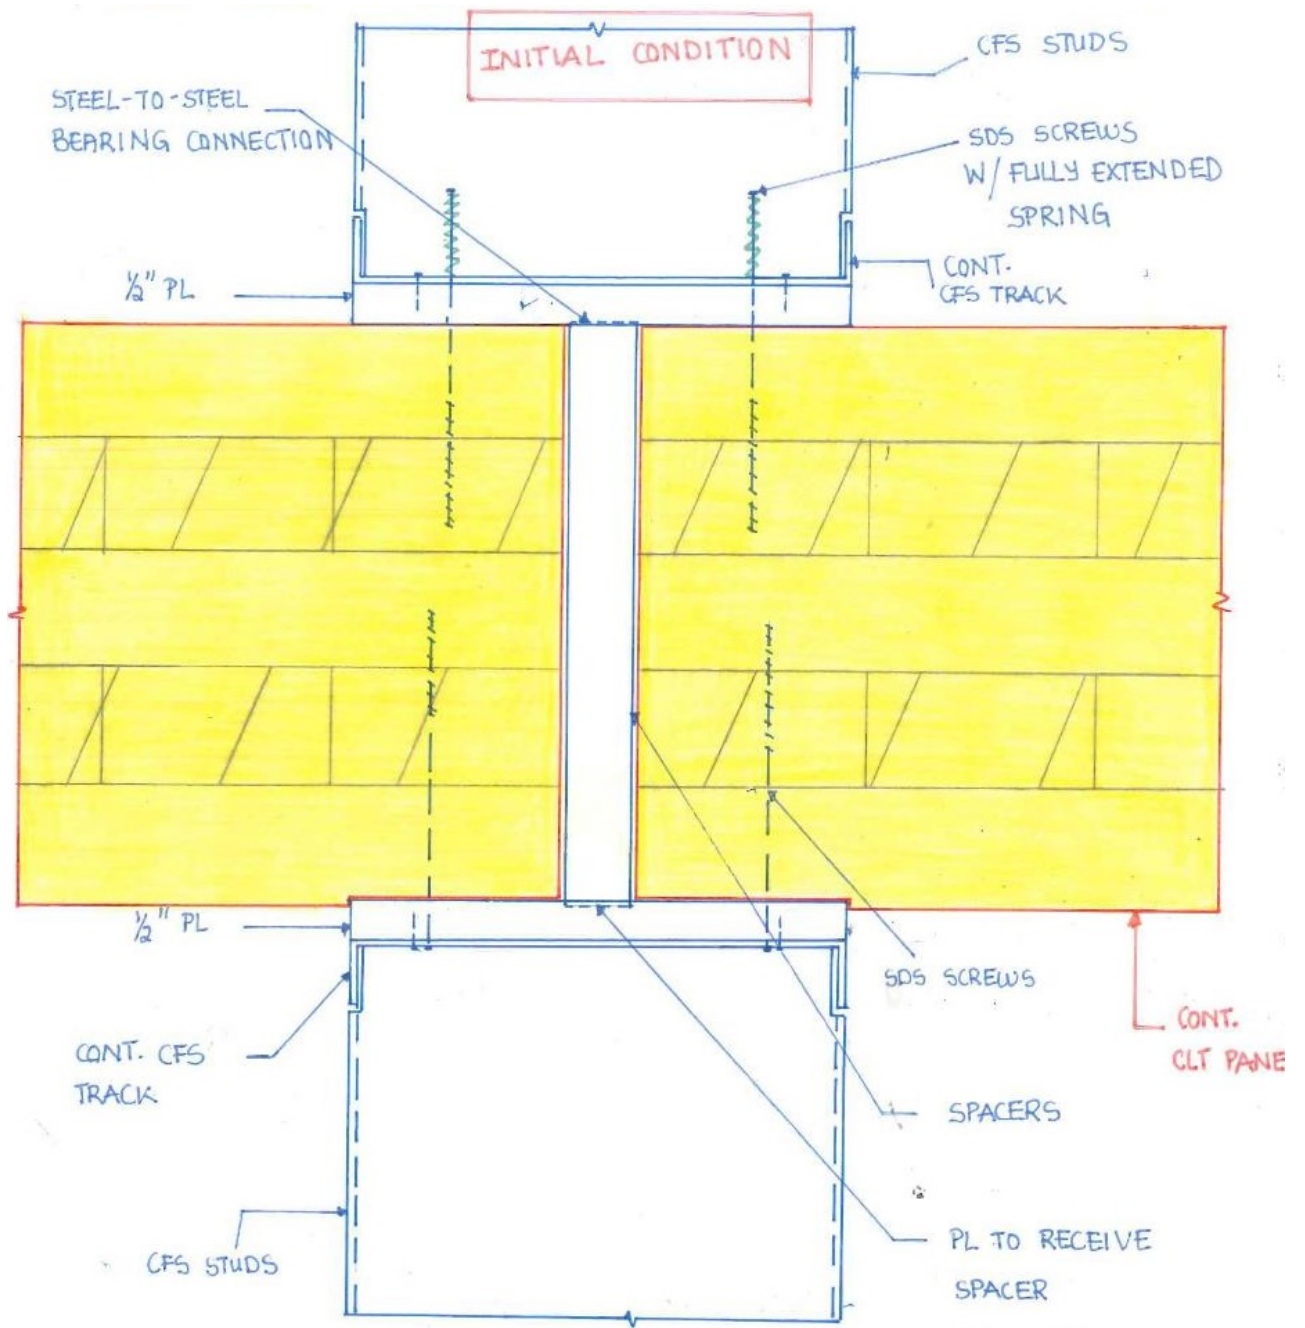 INITIAL CONDITION
CFS STUDS
STEEL-TO-STEEL
BEARING CONNECTION
SDS SCREWS
W/ FULLY EXTENDED
SPRING
1/2" PL
CONT.
CFS TRACK
1/2" PL
SDS SCREWS
CONT.
CLT PANE
CONT. CFS
TRACK
SPACERS
CFS STUDS
PL TO RECEIVE
SPACER